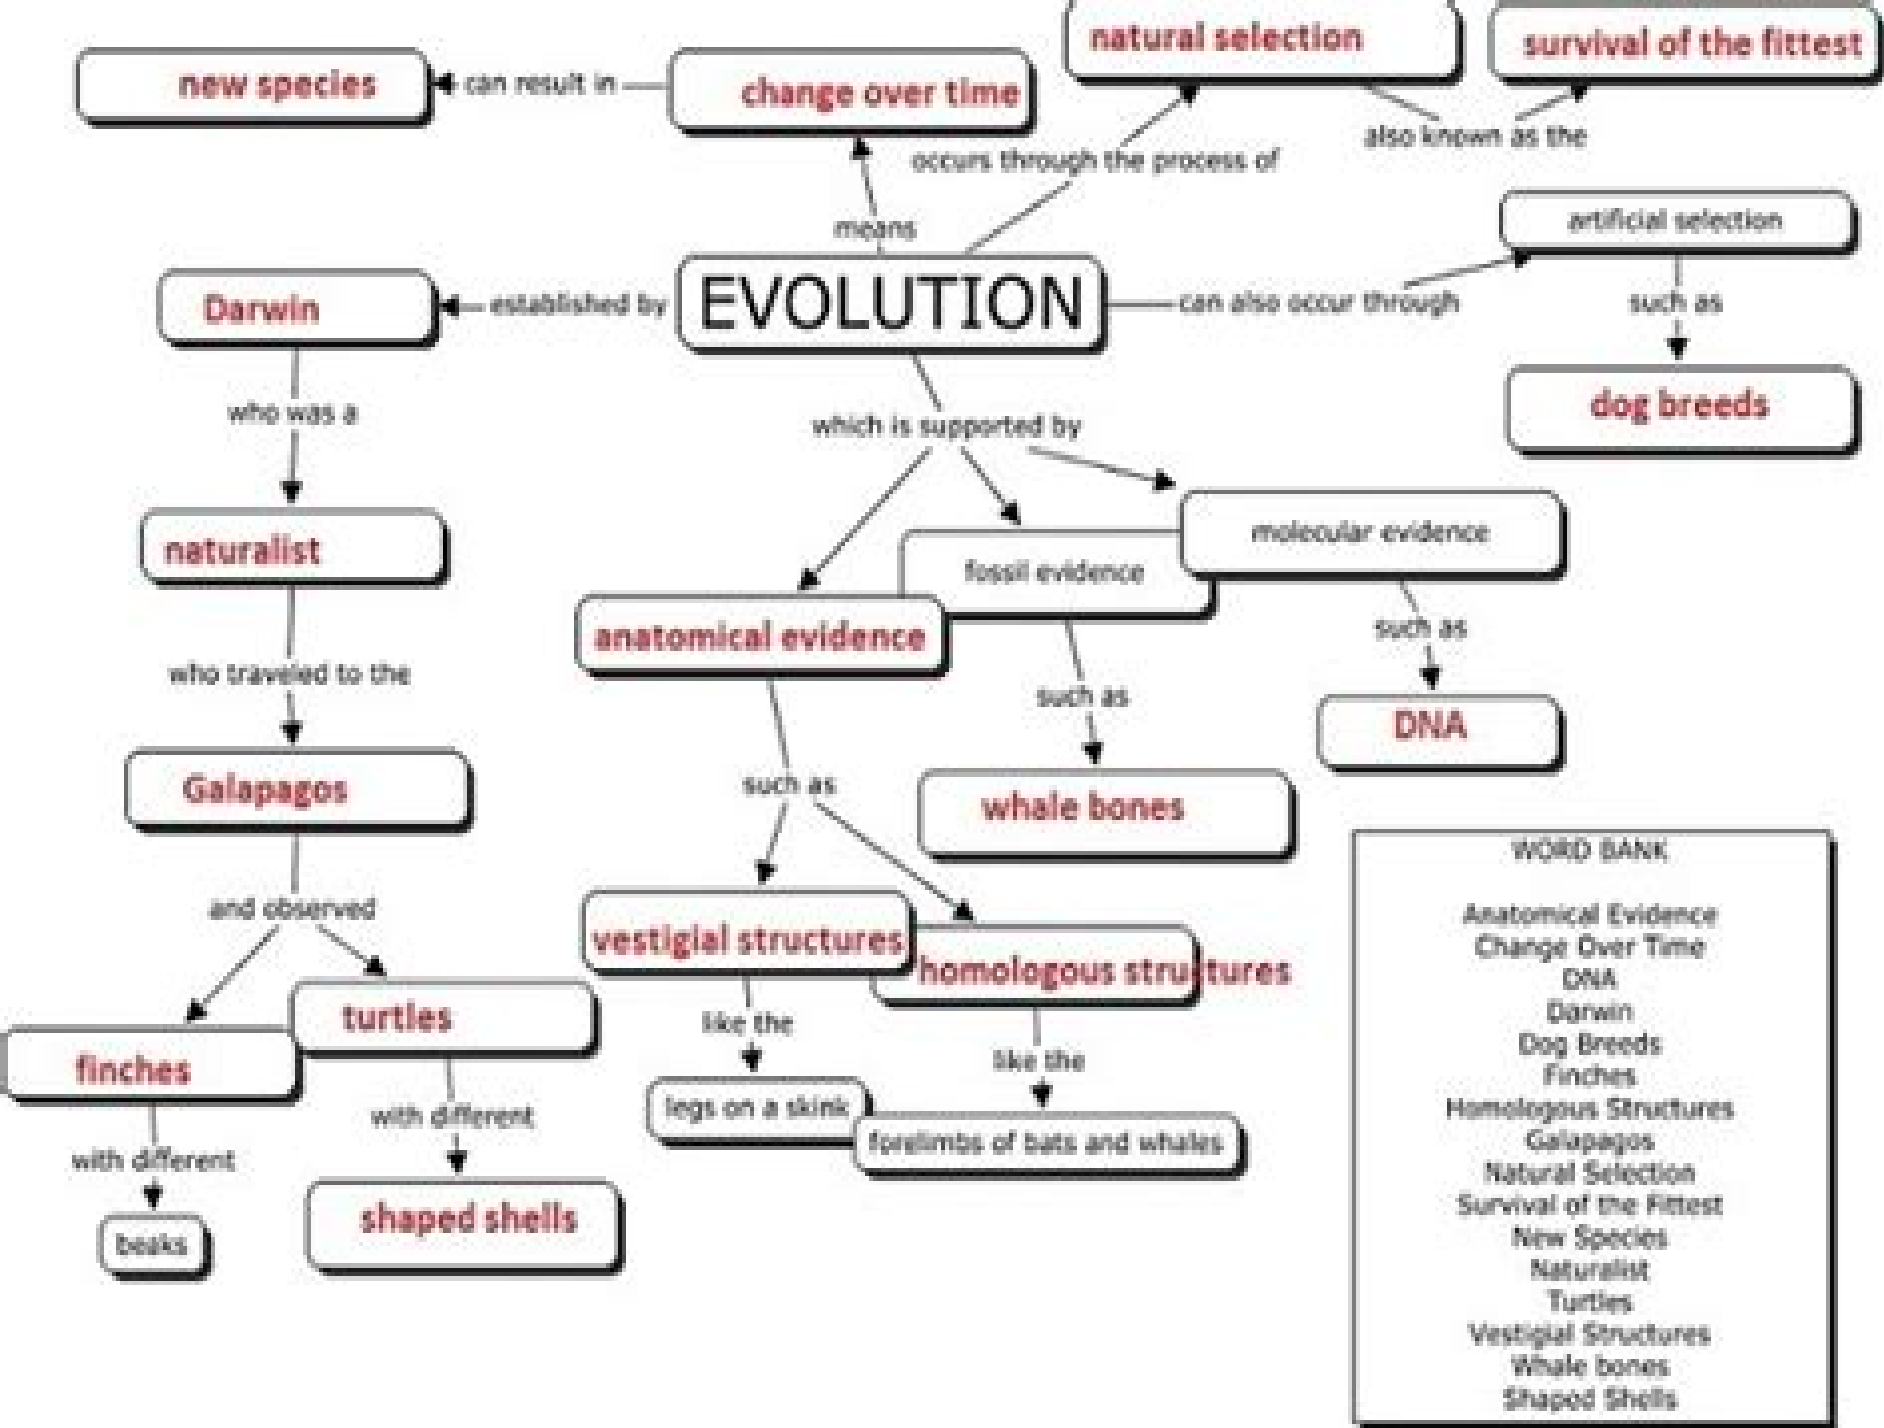 natural selection
survival of the fittest
new species
can result in
change over time
also known as the
occurs through the process of
means
artificial selection
Darwin
established by
EVOLUTION
can also occur through
such as
dog breeds
who was a
which is supported by
naturalist
molecular evidence
fossil evidence
anatomical evidence
such as
who traveled to the
such as
DNA
Galapagos
such as
whale bones
and observed
vestigial structures
homologous structures
turtles
finches
like the
like the
with different
legs on a skink
forelimbs of bats and whales
with different
shaped shells
beaks
WORD BANK
Anatomical Evidence
Change Over Time
DNA
Darwin
Dog Breeds
Finches
Homologous Structures
Galapagos
Natural Selection
Survival of the Fittest
New Species
Naturalist
Turtles
Vestigial Structures
Whale bones
Shaped Shells